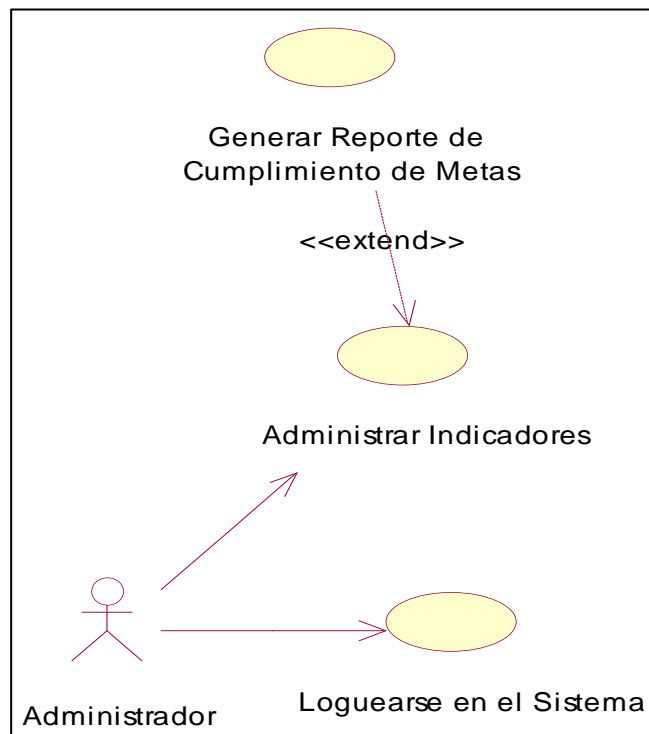 Generar Reporte de
Cumplimiento de Metas
<<extend>>
Administrar Indicadores
Loguearse en el Sistema
Administrador